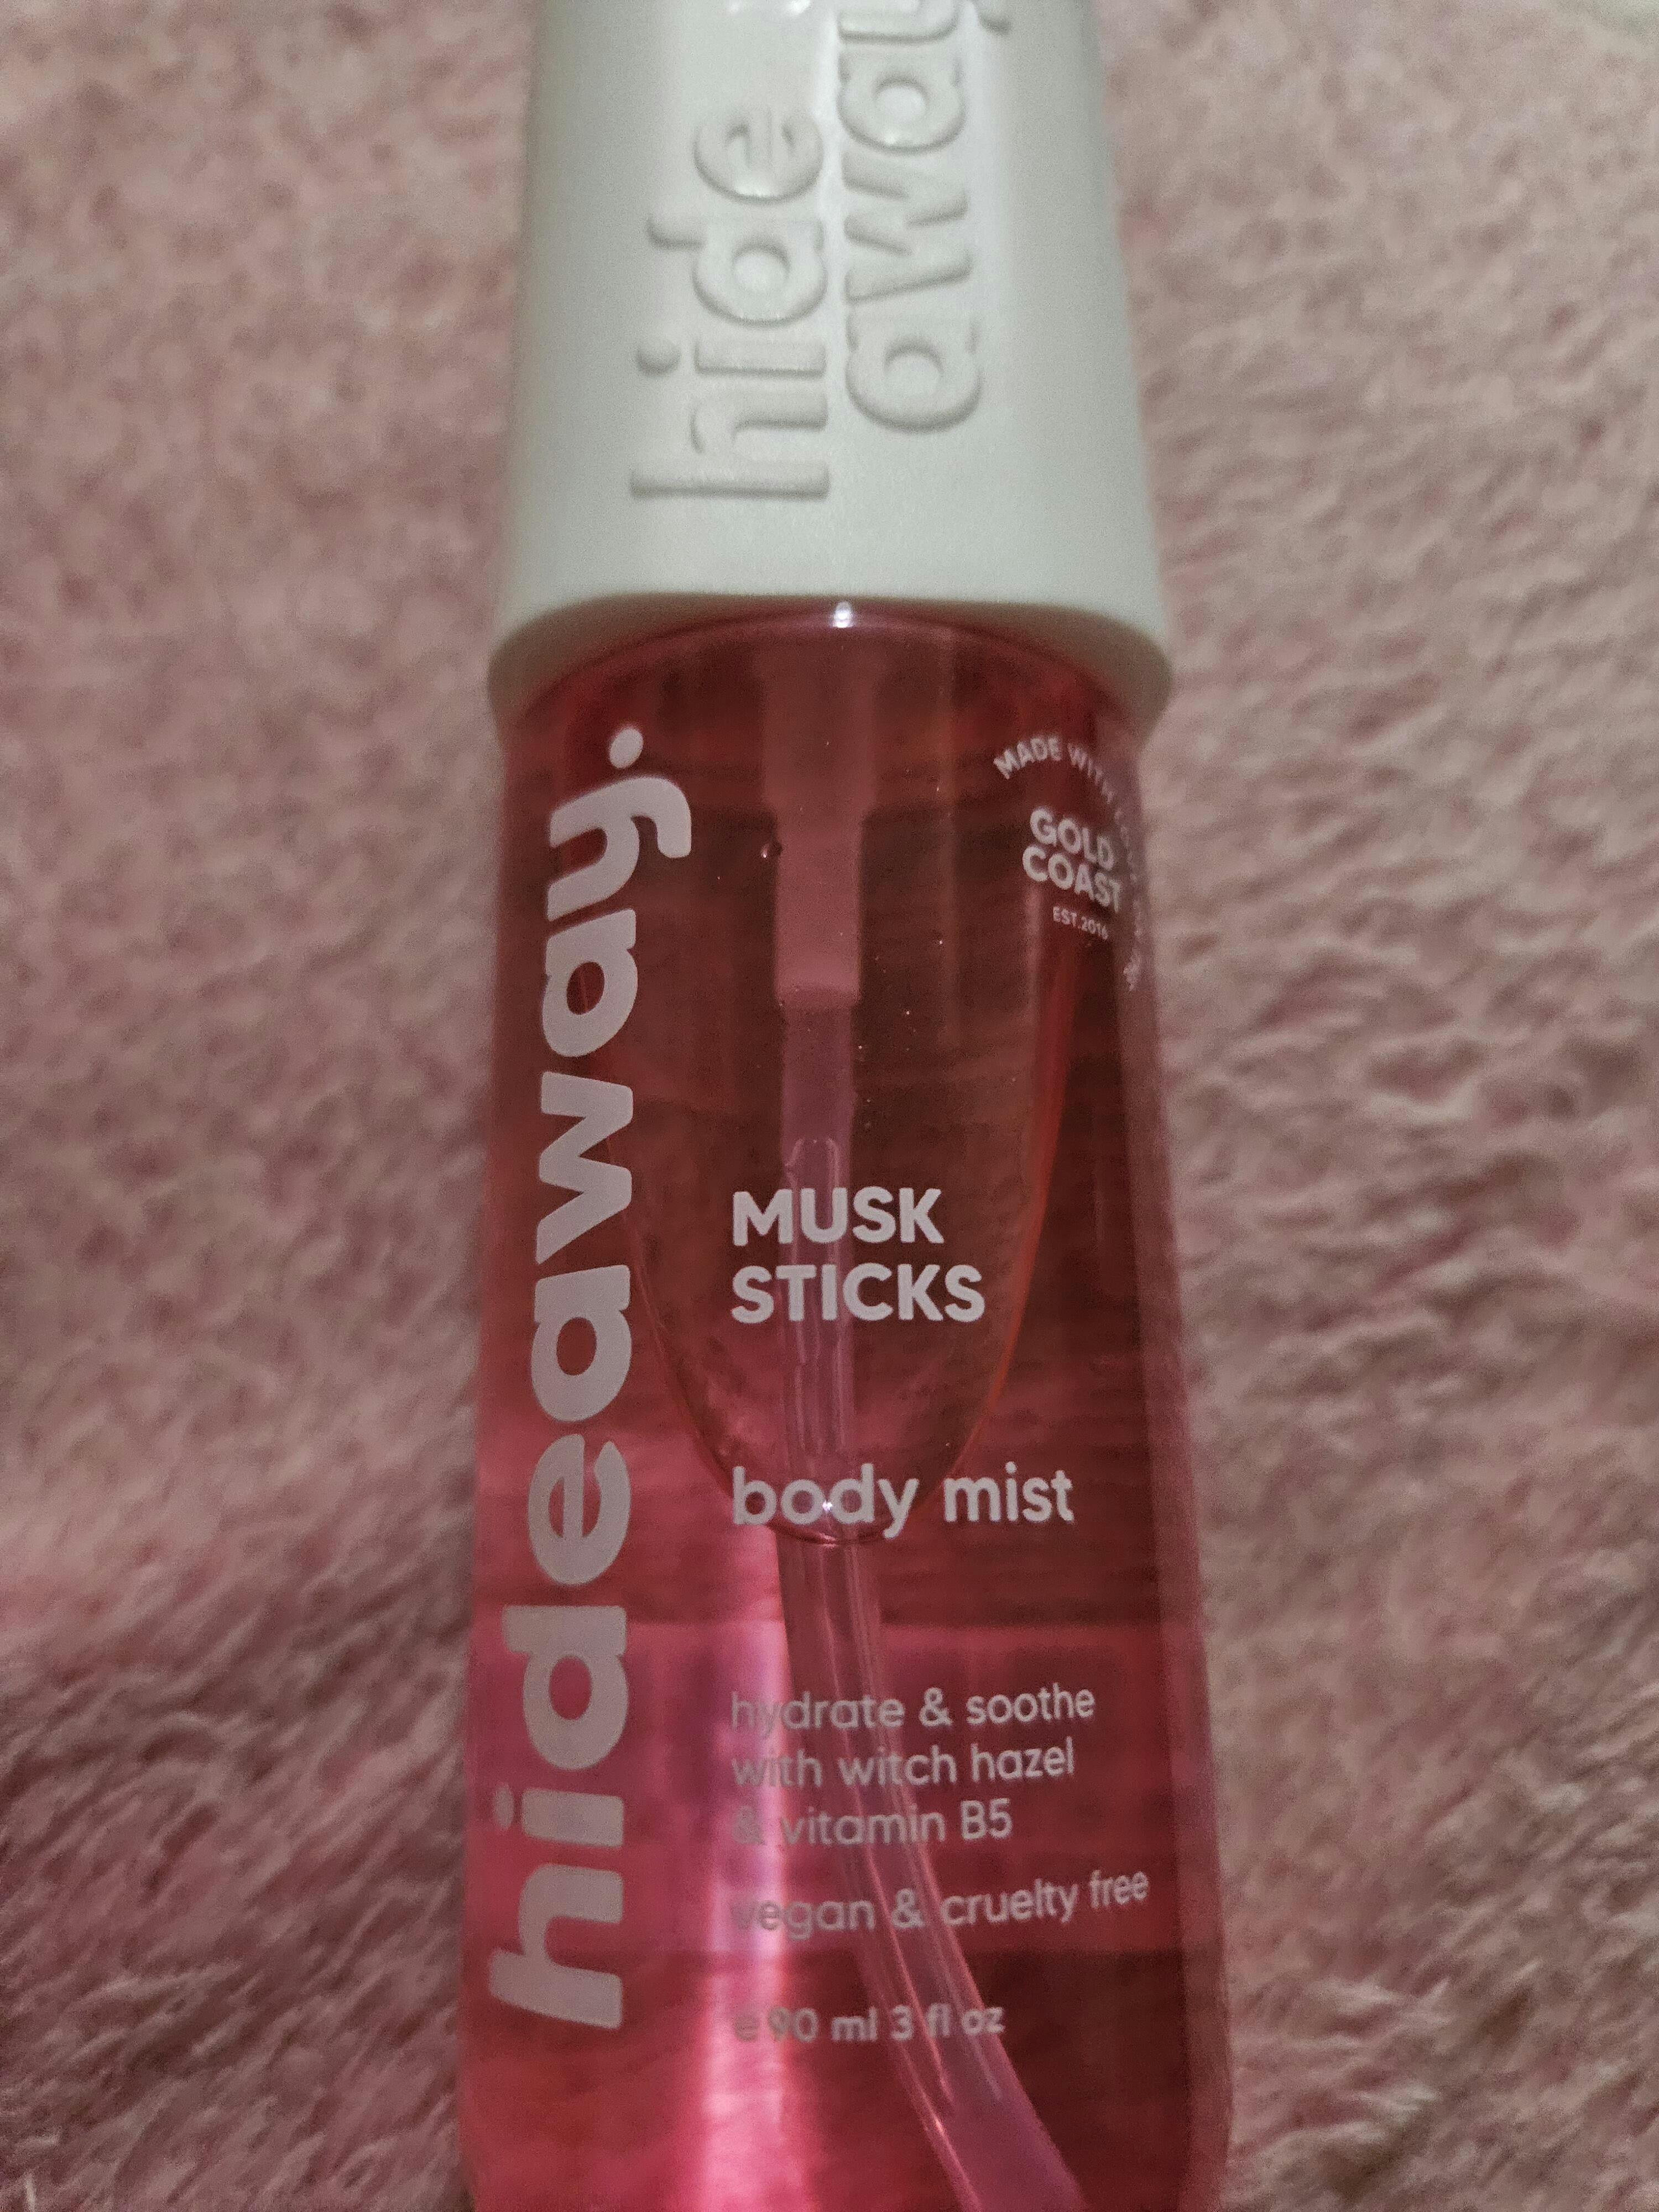 hide
away
hideaway.
MADE WITH
GOLD
COAST
EST.2016
MUSK
STICKS
body mist
hydrate & soothe
with witch hazel
& vitamin B5
vegan & cruelty free
e 90 ml 3 fl oz